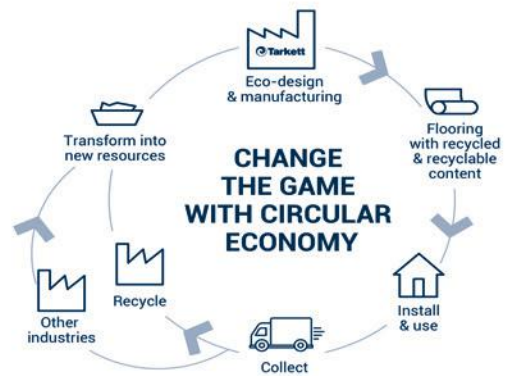 Tarkett
Eco-design
& manufacturing
Flooring
with recycled
& recyclable
content
Install
& use
Collect
Recycle
Other
industries
Transform into
new resources
CHANGE
THE GAME
WITH CIRCULAR
ECONOMY